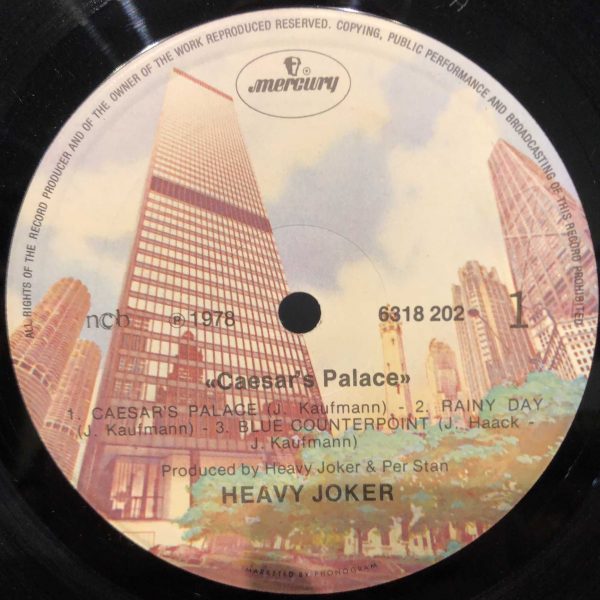 ALL RIGHTS OF THE RECORD PRODUCER AND OF THE OWNER OF THE WORK REPRODUCED RESERVED. COPYING, PUBLIC PERFORMANCE AND BROADCASTING OF THIS RECORD PROHIBITED
mercury
ncb ℗ 1978 6318 202 1
«Caesar's Palace»
1. CAESAR'S PALACE (J. Kaufmann) - 2. RAINY DAY
(J. Kaufmann) - 3. BLUE COUNTERPOINT (J. Haack -
J. Kaufmann)
Produced by Heavy Joker & Per Stan
HEAVY JOKER
MARKETED BY PHONOGRAM